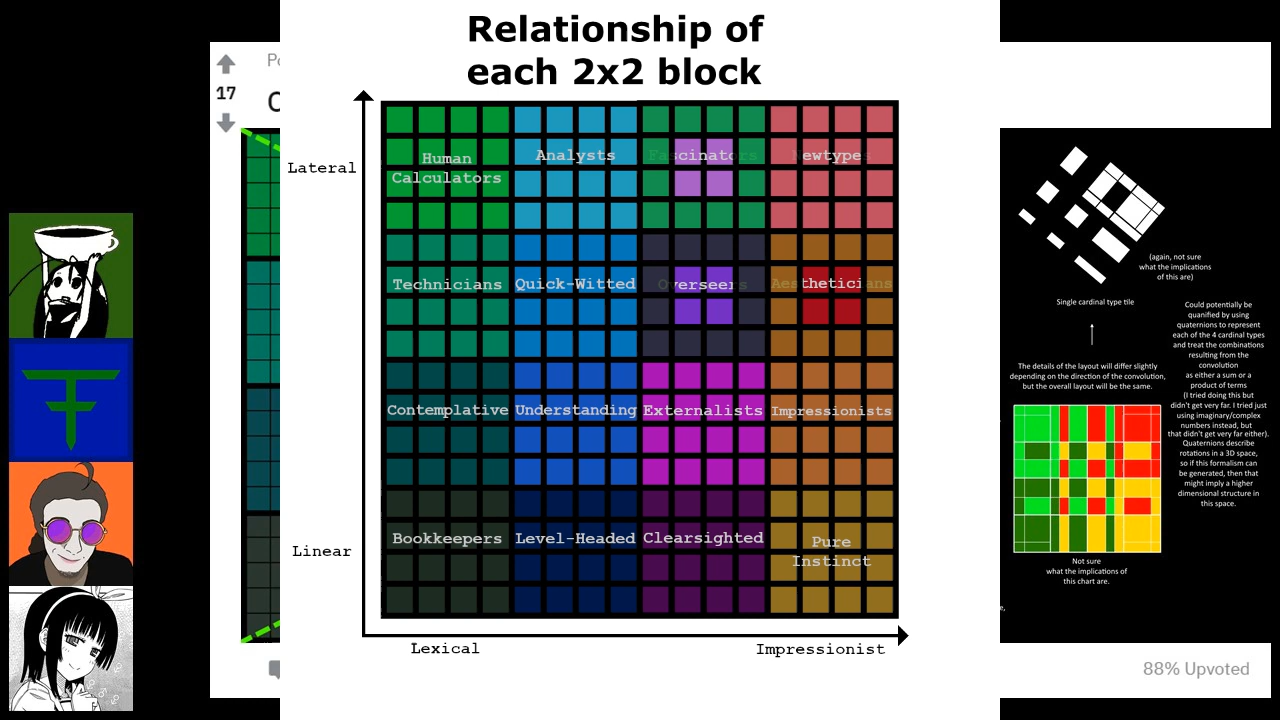 Relationship of
each 2x2 block
17
Lateral
Human
Calculators
Analysts
Fascinators
Newtypes
Technicians
Quick-Witted
Overseers
Aestheticians
Contemplative
Understanding
Externalists
Impressionists
Linear
Bookkeepers
Level-Headed
Clearsighted
Pure
Instinct
Lexical
Impressionist
(again, not sure
what the implications
of this are)
Single cardinal type tile
The details of the layout will differ slightly
depending on the direction of the convolution,
but the overall layout will be the same.
Could potentially be
quanified by using
quaternions to represent
each of the 4 cardinal types
and treat the combinations
resulting from the
convolution
as either a sum or a
product of terms
(I tried doing this but
didn't get very far. I tried just
using imaginary/complex
numbers instead, but
that didn't get very far either).
Quaternions describe
rotations in a 3D space,
so if this formalism can
be generated, then that
might imply a higher
dimensional structure in
this space.
Not sure
what the implications of
this chart are.
88% Upvoted